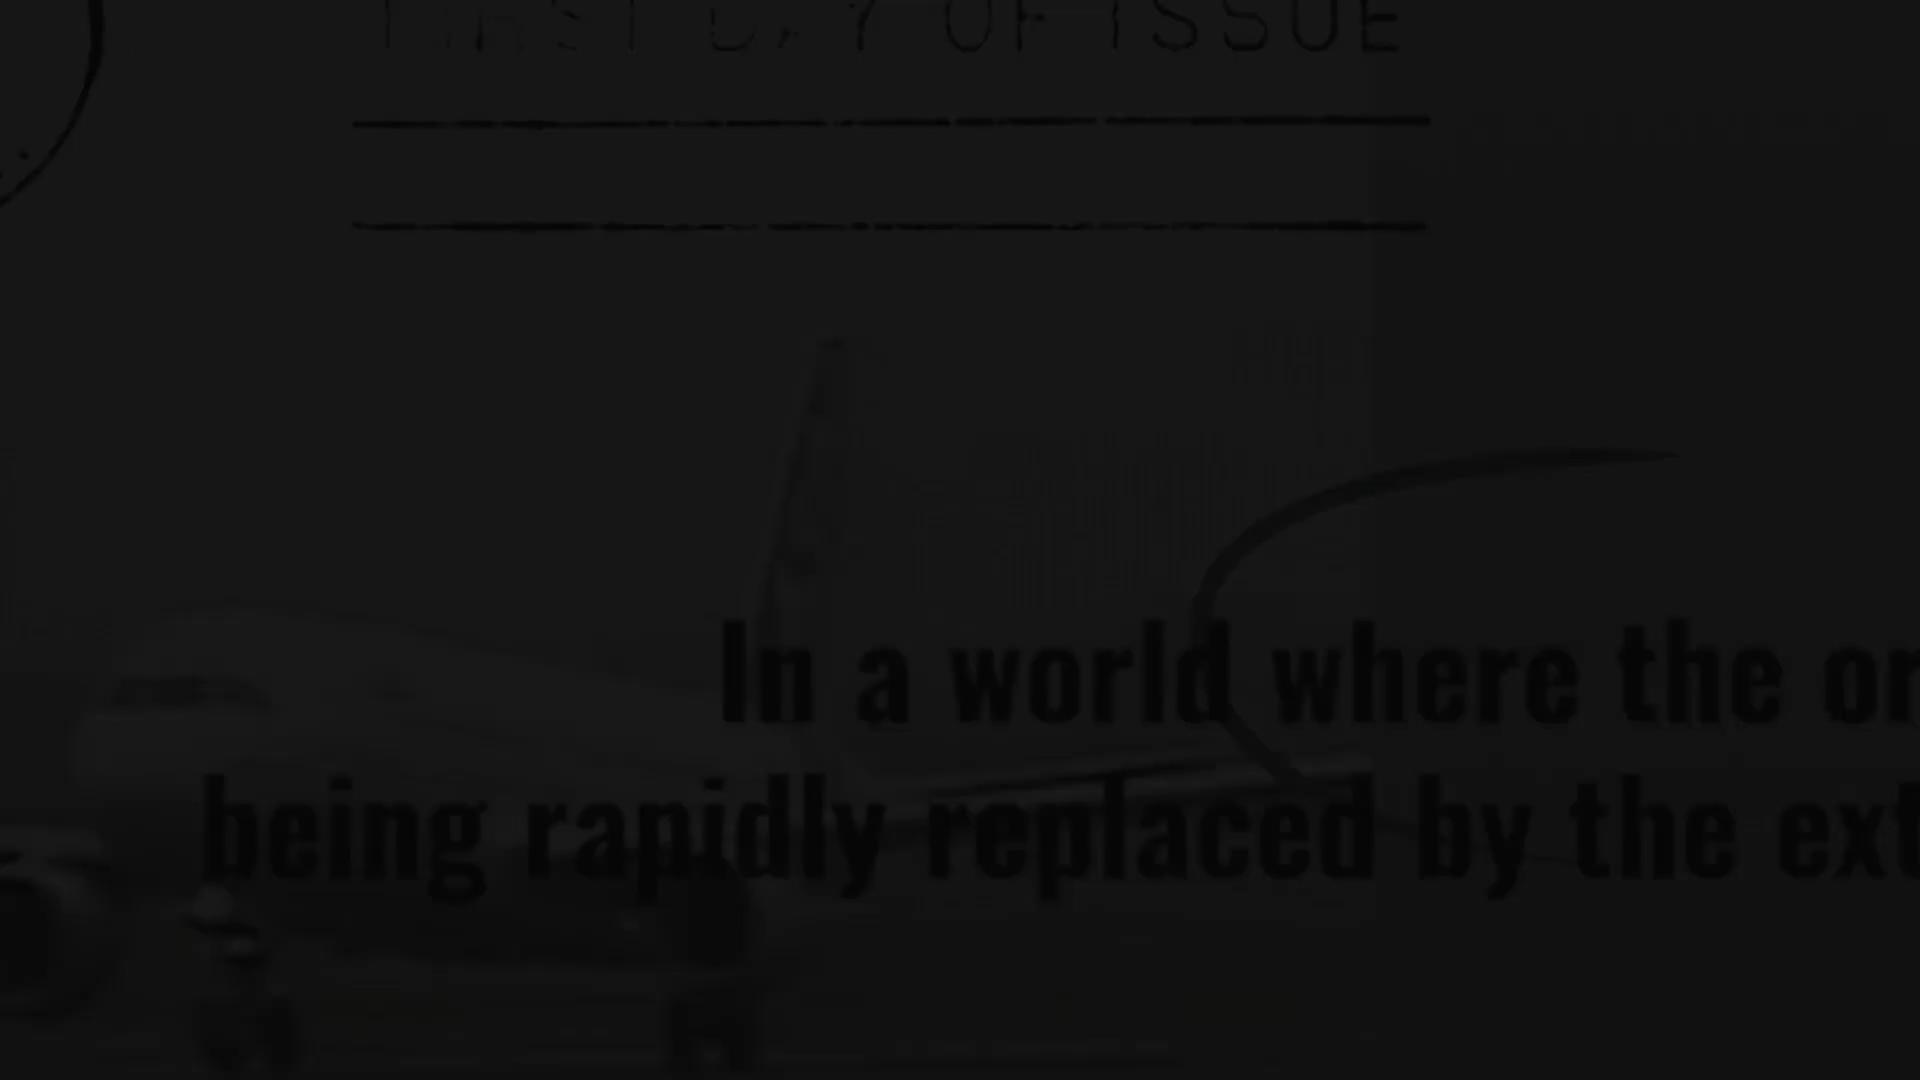 FIRST DAY OF ISSUE
In a world where the or
being rapidly replaced by the ext